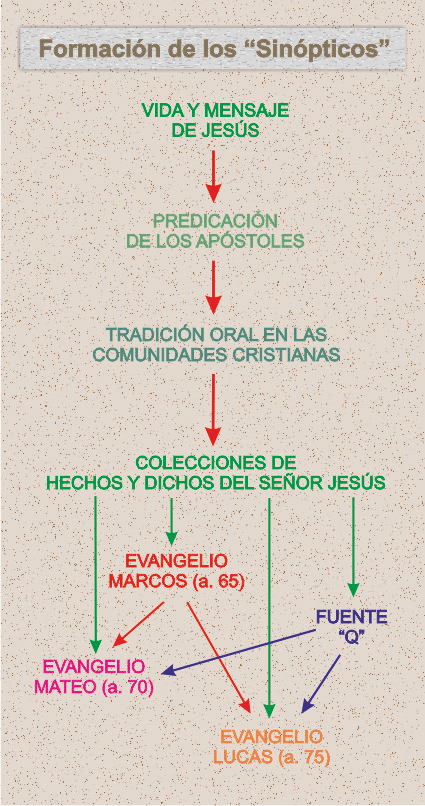 Formación de los “Sinópticos”
VIDA Y MENSAJE
DE JESÚS
PREDICACIÓN
DE LOS APÓSTOLES
TRADICIÓN ORAL EN LAS
COMUNIDADES CRISTIANAS
COLECCIONES DE
HECHOS Y DICHOS DEL SEÑOR JESÚS
EVANGELIO
MARCOS (a. 65)
FUENTE
“Q”
EVANGELIO
MATEO (a. 70)
EVANGELIO
LUCAS (a. 75)